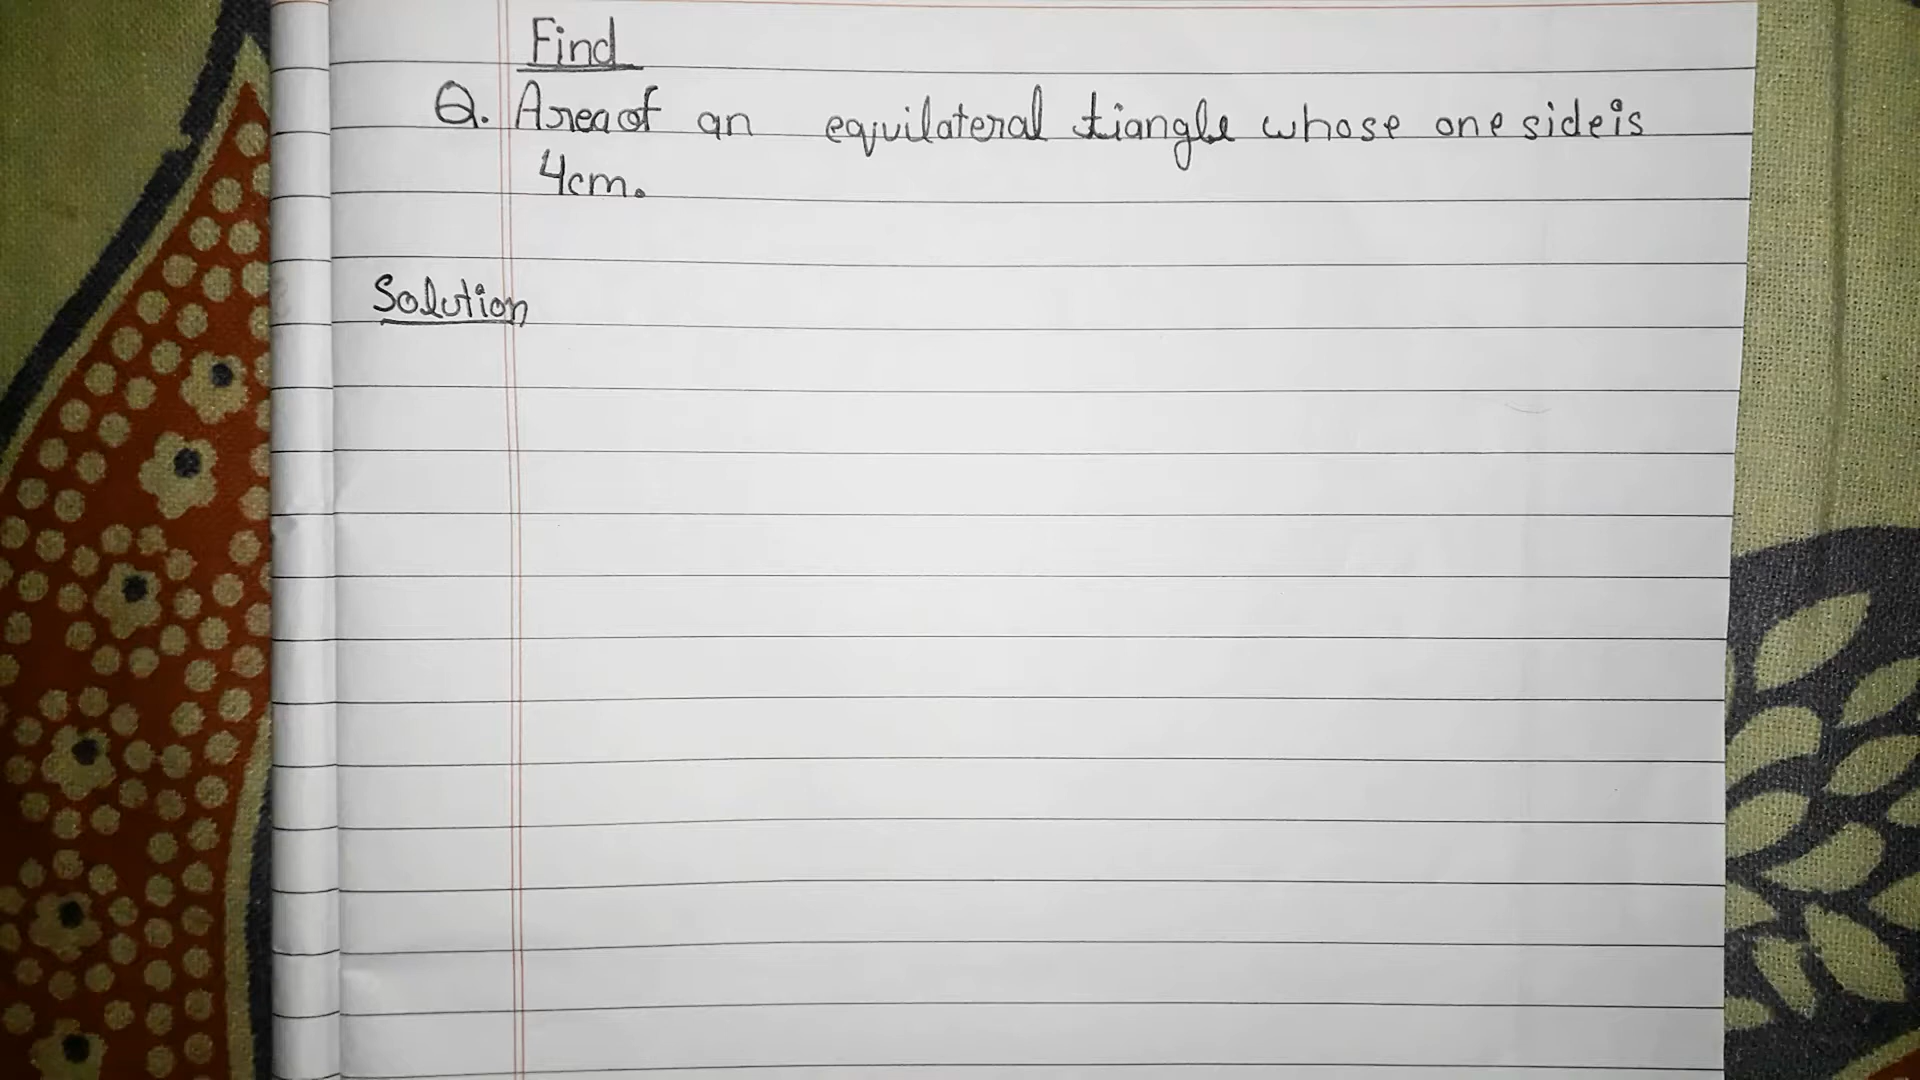 Find
Q. Area of an equilateral tiangle whose one side is
4cm.
Solution